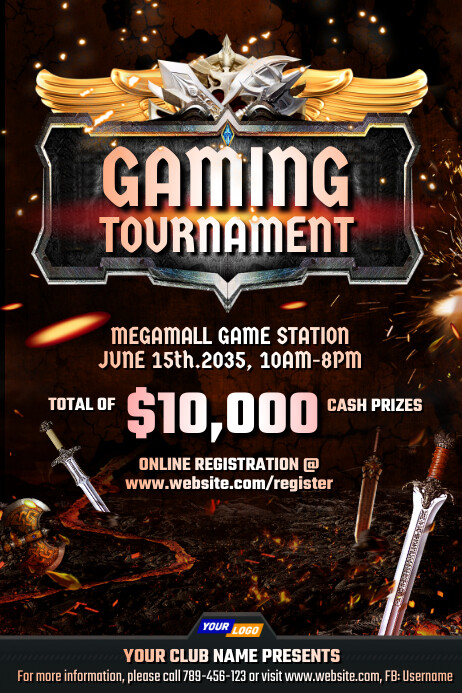 GAMING
TOURNAMENT
MEGAMALL GAME STATION
JUNE 15th.2035, 10AM-8PM
TOTAL OF $10,000 CASH PRIZES
ONLINE REGISTRATION @
www.website.com/register
YOUR LOGO
YOUR CLUB NAME PRESENTS
For more information, please call 789-456-123 or visit www.website.com, FB: Username